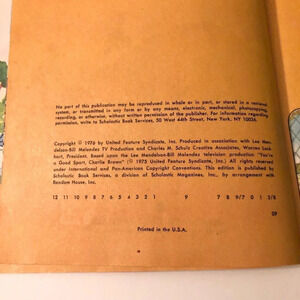 No part of this publication may be reproduced in whole or in part, or stored in a retrieval
system, or transmitted in any form or by any means, electronic, mechanical, photocopying,
recording, or otherwise, without written permission of the publisher. For information regarding
permission, write to Scholastic Book Services, 50 West 44th Street, New York, NY 10036.
Copyright © 1976 by United Feature Syndicate, Inc. Produced in association with Lee Men-
delson-Bill Melendez TV Production and Charles M. Schulz Creative Associates, Warren Lock-
hart, President. Based upon the Lee Mendelson-Bill Melendez television production "You're
a Good Sport, Charlie Brown" © 1975 United Feature Syndicate, Inc.) All rights reserved
under International and Pan-American Copyright Conventions. This edition is published by
Scholastic Book Services, a division of Scholastic Magazines, Inc., by arrangement with
Random House, Inc.
12 11 10 9 8 7 6 5 4 3 2 1 9 7 8 9/7 0 1 2/8
09
Printed in the U.S.A.